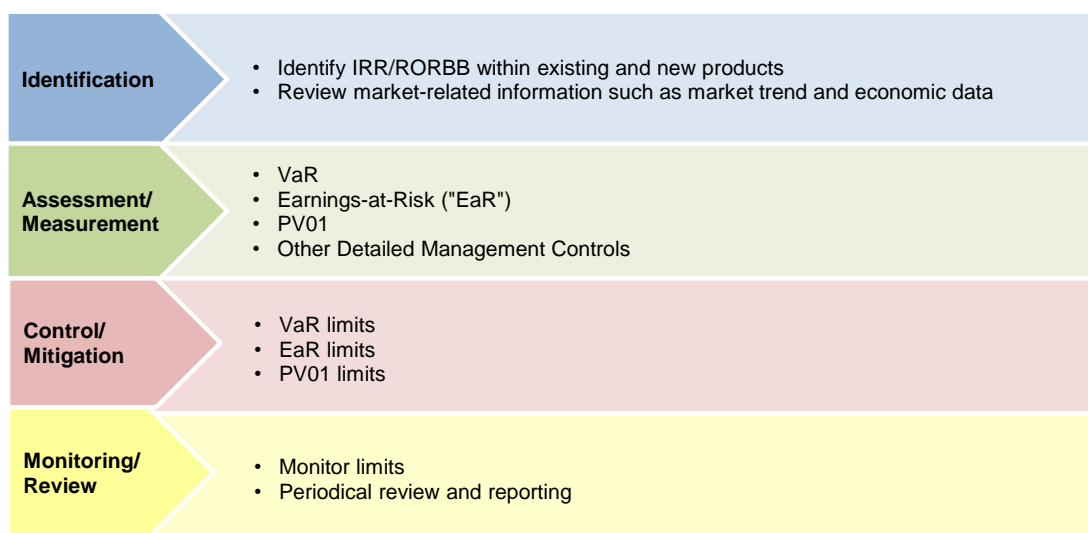 Identification
• Identify IRR/RORBB within existing and new products
• Review market-related information such as market trend and economic data
Assessment/
Measurement
• VaR
• Earnings-at-Risk ("EaR")
• PV01
• Other Detailed Management Controls
Control/
Mitigation
• VaR limits
• EaR limits
• PV01 limits
Monitoring/
Review
• Monitor limits
• Periodical review and reporting